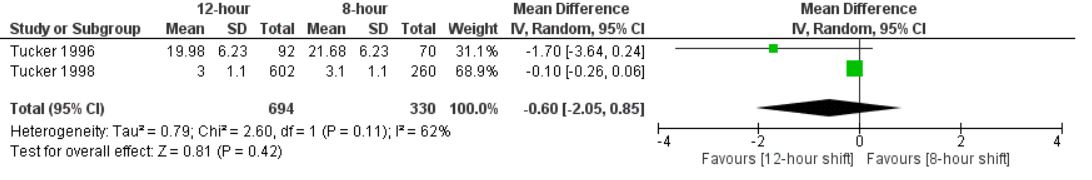 12-hour 8-hour Mean Difference Mean Difference
Study or Subgroup Mean SD Total Mean SD Total Weight IV, Random, 95% CI IV, Random, 95% CI
Tucker 1996 19.98 6.23 92 21.68 6.23 70 31.1% -1.70 [-3.64, 0.24]
Tucker 1998 3 1.1 602 3.1 1.1 260 68.9% -0.10 [-0.26, 0.06]
Total (95% CI) 694 330 100.0% -0.60 [-2.05, 0.85]
Heterogeneity: Tau² = 0.79; Chi² = 2.60, df = 1 (P = 0.11); I² = 62%
Test for overall effect: Z = 0.81 (P = 0.42)
-4 -2 0 2 4
Favours [12-hour shift] Favours [8-hour shift]